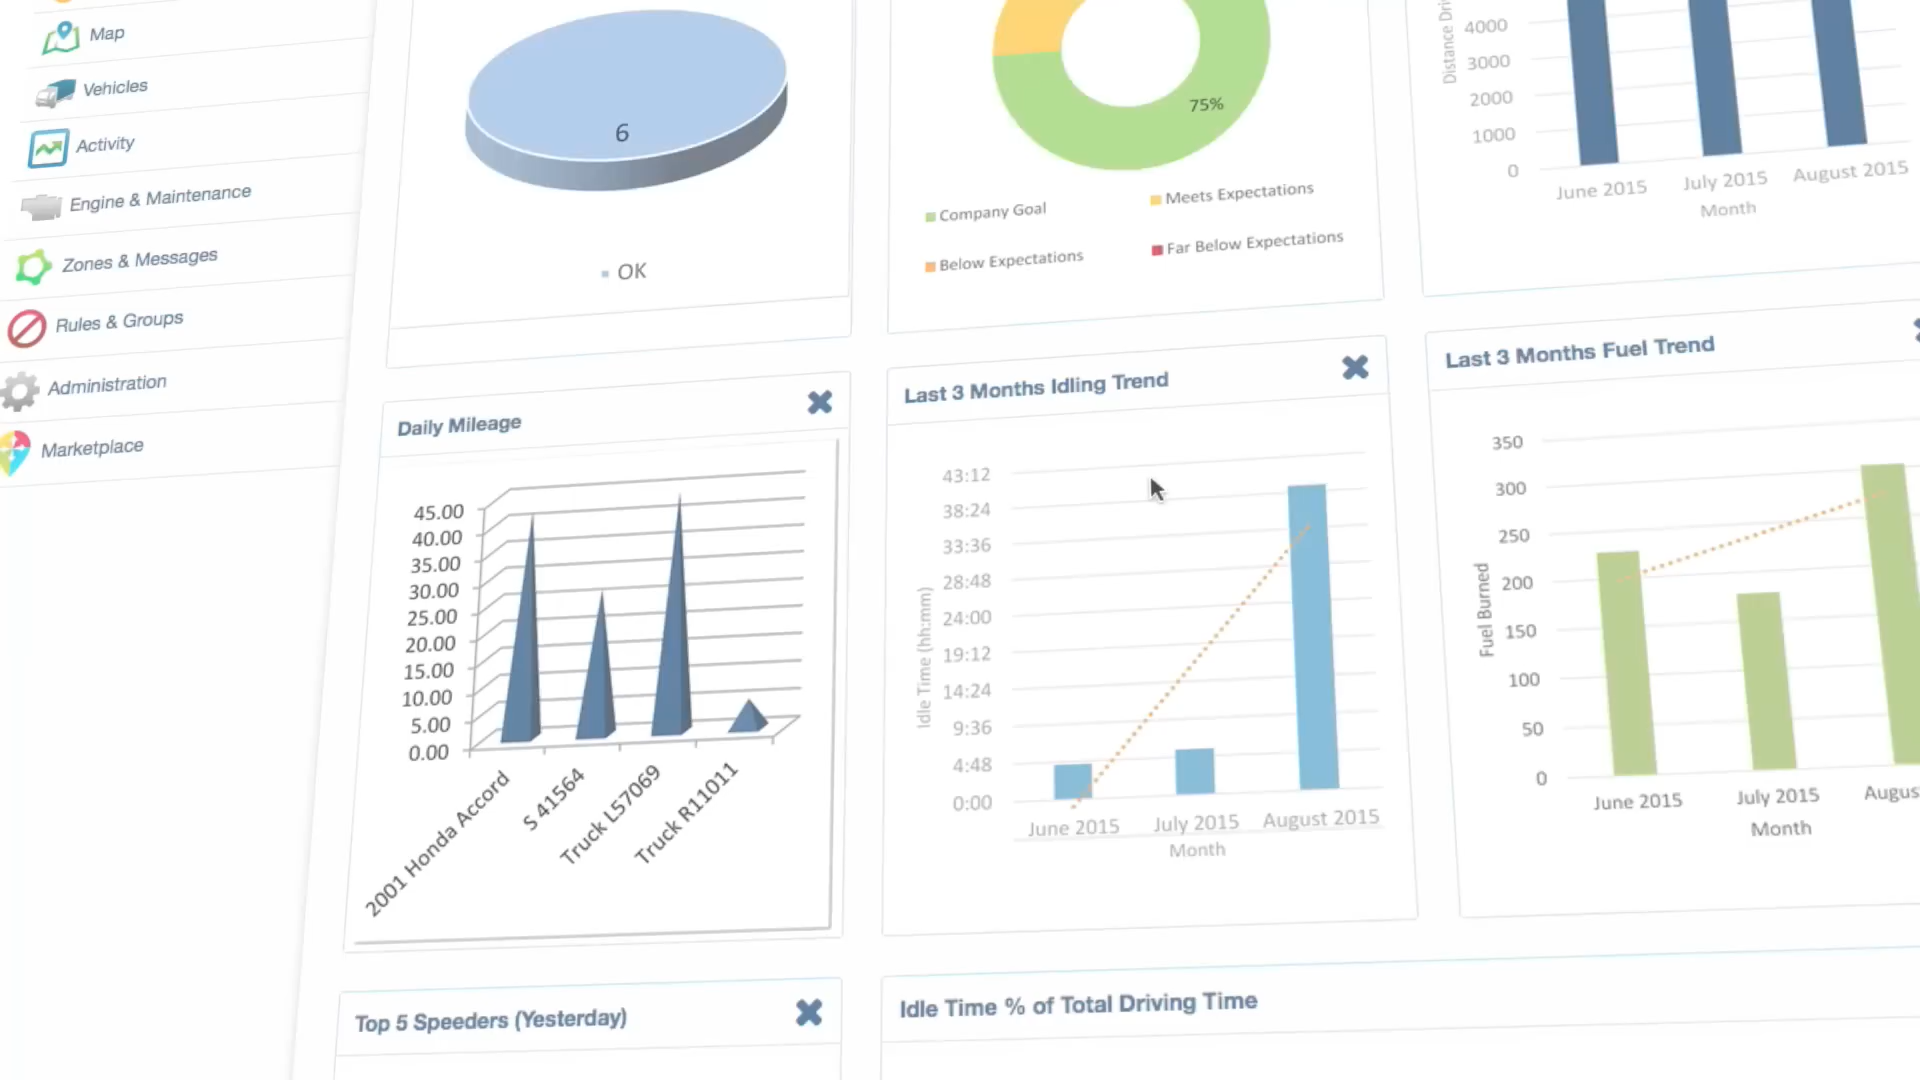 Map
Vehicles
Activity
Engine & Maintenance
Zones & Messages
Rules & Groups
Administration
Marketplace
6
OK
75%
Company Goal
Meets Expectations
Below Expectations
Far Below Expectations
4000
3000
2000
1000
0
June 2015
July 2015
August 2015
Month
Daily Mileage
45.00
40.00
35.00
30.00
25.00
20.00
15.00
10.00
5.00
0.00
2001 Honda Accord
S 41564
Truck L57069
Truck R11011
Last 3 Months Idling Trend
Idle Time (hh:mm)
43:12
38:24
33:36
28:48
24:00
19:12
14:24
9:36
4:48
0:00
June 2015
July 2015
August 2015
Month
Last 3 Months Fuel Trend
Fuel Burned
350
300
250
200
150
100
50
0
June 2015
July 2015
Month
Top 5 Speeders (Yesterday)
Idle Time % of Total Driving Time